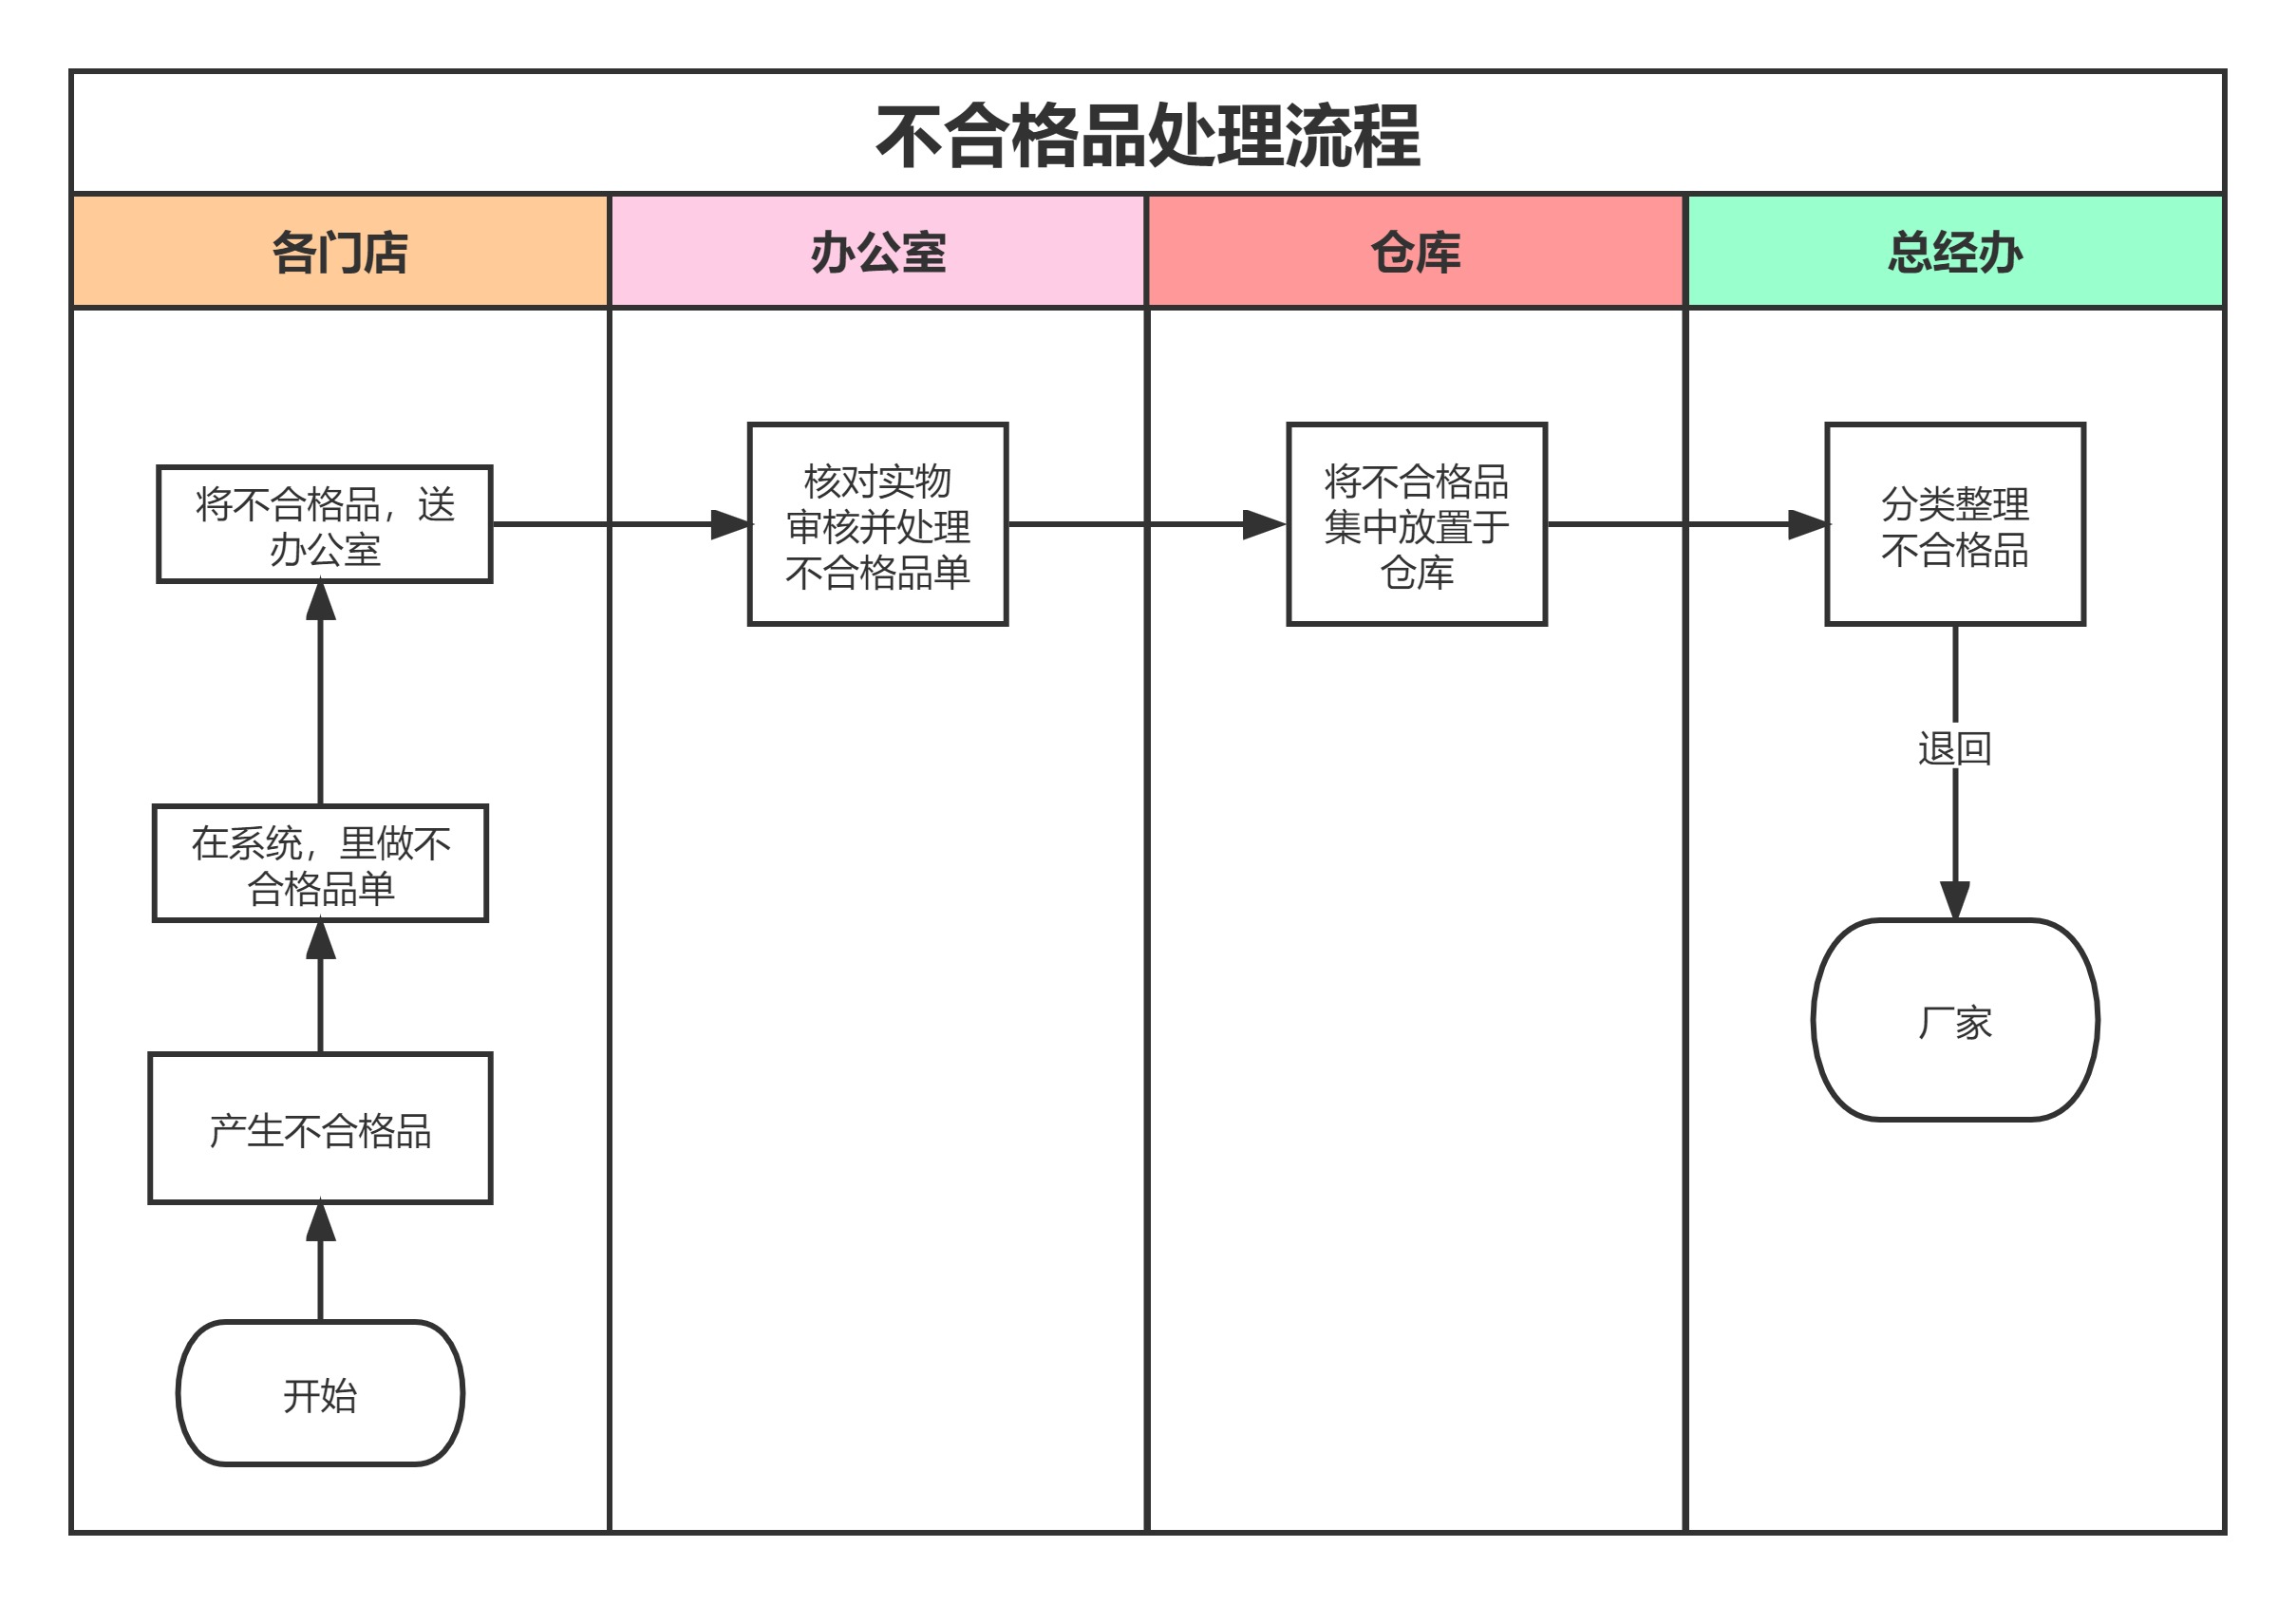 不合格品处理流程
各门店
办公室
仓库
总经办
将不合格品，送
办公室
核对实物
审核并处理
不合格品单
将不合格品
集中放置于
仓库
分类整理
不合格品
退回
在系统，里做不
合格品单
厂家
产生不合格品
开始